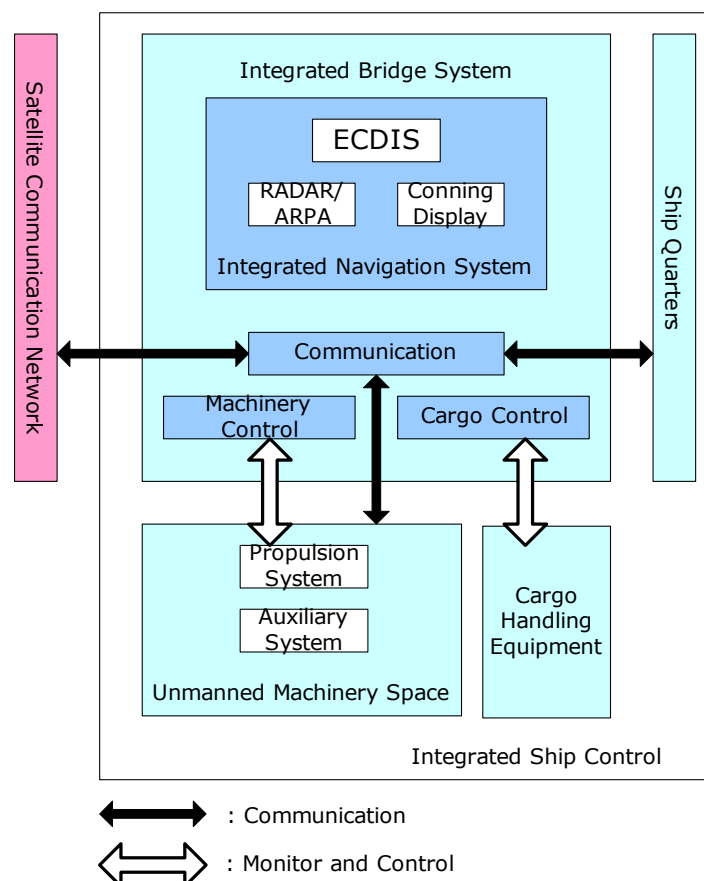 Satellite Communication Network
Integrated Bridge System
ECDIS
RADAR/
ARPA
Conning
Display
Integrated Navigation System
Ship Quarters
Communication
Machinery
Control
Cargo Control
Propulsion
System
Auxiliary
System
Unmanned Machinery Space
Cargo
Handling
Equipment
Integrated Ship Control
: Communication
: Monitor and Control